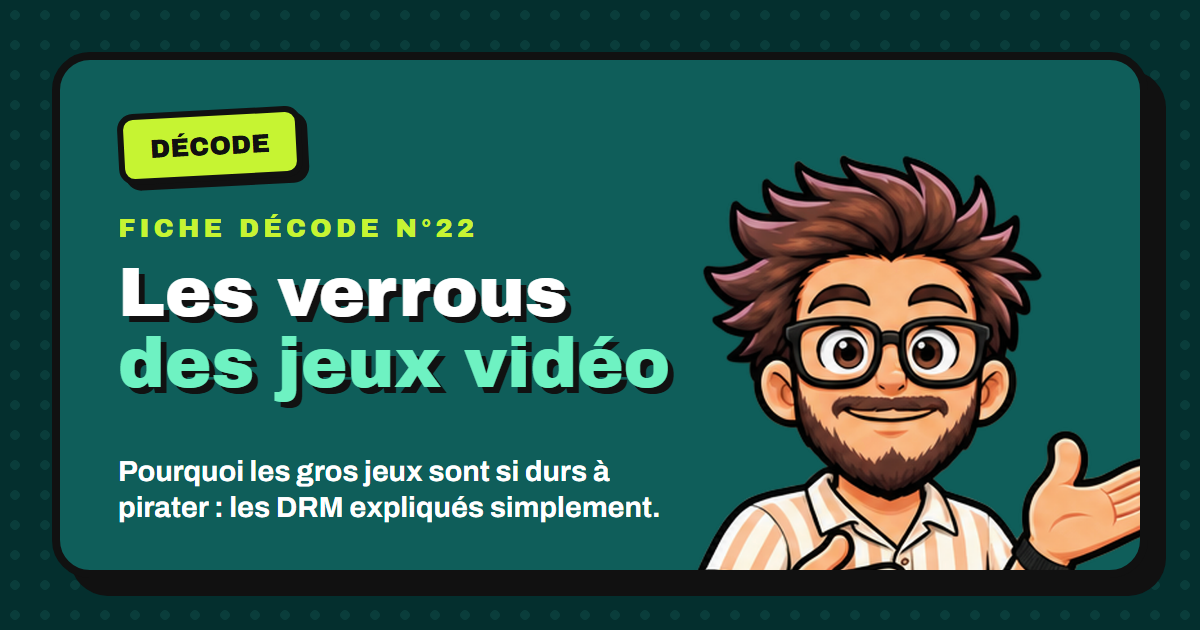 DÉCODE
FICHE DÉCODE N°22
Les verrous
des jeux vidéo
Pourquoi les gros jeux sont si durs à
pirater : les DRM expliqués simplement.